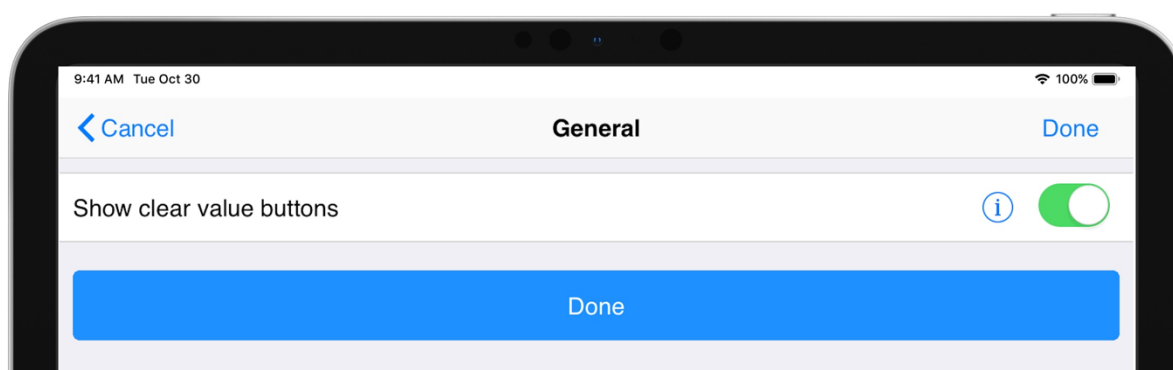 9:41 AM Tue Oct 30
100%
Cancel
General
Done
Show clear value buttons
i
Done